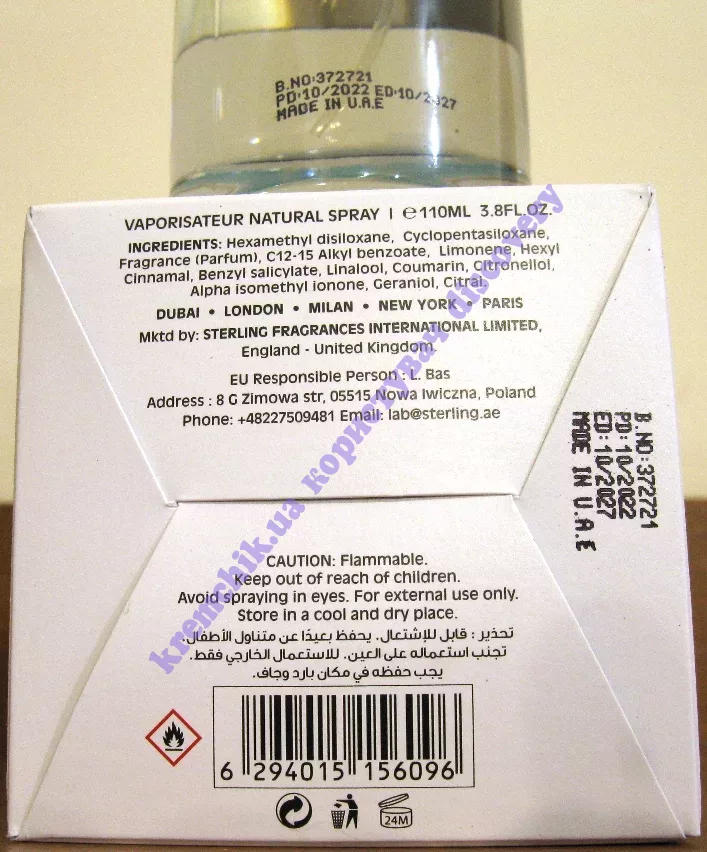 B.NO:372721
PD:10/2022 ED:10/2027
MADE IN U.A.E
VAPORISATEUR NATURAL SPRAY | ℮110ML 3.8FL.OZ.
INGREDIENTS: Hexamethyl disiloxane, Cyclopentasiloxane,
Fragrance (Parfum), C12-15 Alkyl benzoate, Limonene, Hexyl
Cinnamal, Benzyl salicylate, Linalool, Coumarin, Citronellol,
Alpha isomethyl ionone, Geraniol, Citral.
DUBAI • LONDON • MILAN • NEW YORK • PARIS
Mktd by: STERLING FRAGRANCES INTERNATIONAL LIMITED,
England - United Kingdom.
EU Responsible Person : L. Bas
Address : 8 G Zimowa str, 05515 Nowa Iwiczna, Poland
Phone: +48227509481 Email: lab@sterling.ae
B.NO:372721
PD:10/2022
ED:10/2027
MADE IN U.A.E
CAUTION: Flammable.
Keep out of reach of children.
Avoid spraying in eyes. For external use only.
Store in a cool and dry place.
تحذير : قابل للإشتعال. يحفظ بعيدًا عن متناول الأطفال.
تجنب استعماله على العين. للاستعمال الخارجي فقط.
يجب حفظه في مكان بارد وجاف.
6 294015 156096
24M
kremchik.ua користувач discovery